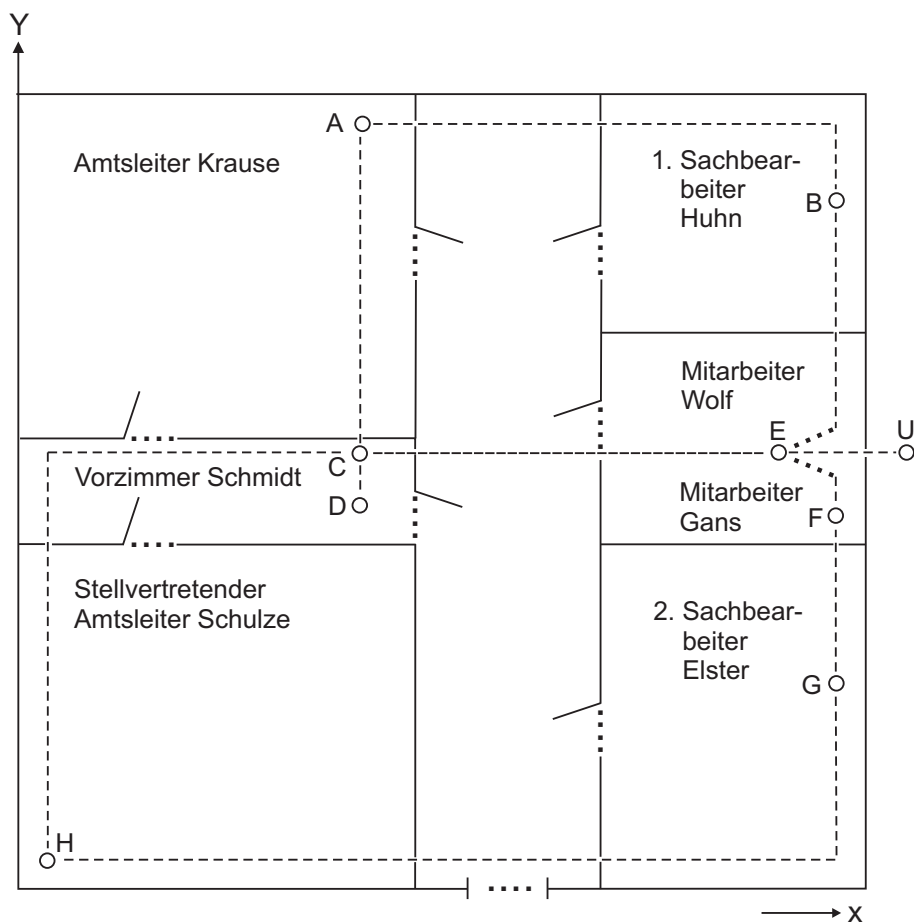 Y
A
Amtsleiter Krause
1. Sachbear-
beiter
Huhn
B
Mitarbeiter
Wolf
E
U
C
Vorzimmer Schmidt
D
Mitarbeiter
Gans
F
Stellvertretender
Amtsleiter Schulze
2. Sachbear-
beiter
Elster
G
H
x